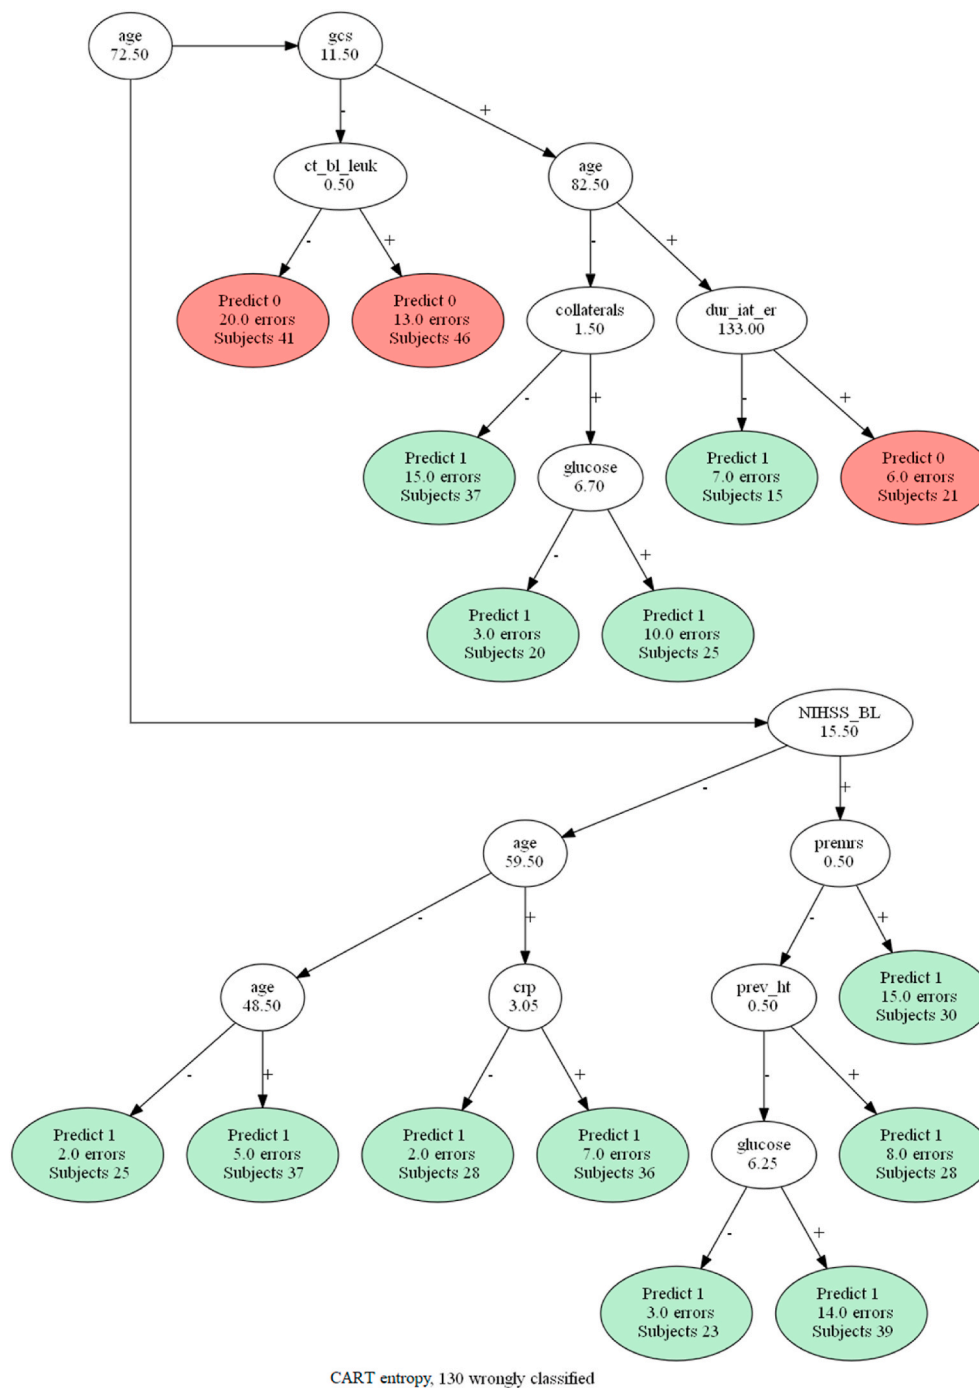 age
72.50
gcs
11.50
-
+
ct_bl_leuk
0.50
age
82.50
-
+
-
+
Predict 0
20.0 errors
Subjects 41
Predict 0
13.0 errors
Subjects 46
collaterals
1.50
dur_iat_er
133.00
-
+
-
+
Predict 1
15.0 errors
Subjects 37
glucose
6.70
Predict 1
7.0 errors
Subjects 15
Predict 0
6.0 errors
Subjects 21
-
+
Predict 1
3.0 errors
Subjects 20
Predict 1
10.0 errors
Subjects 25
NIHSS_BL
15.50
-
+
age
59.50
premrs
0.50
-
+
-
+
age
48.50
crp
3.05
prev_ht
0.50
Predict 1
15.0 errors
Subjects 30
-
+
-
+
-
+
Predict 1
2.0 errors
Subjects 25
Predict 1
5.0 errors
Subjects 37
Predict 1
2.0 errors
Subjects 28
Predict 1
7.0 errors
Subjects 36
glucose
6.25
Predict 1
8.0 errors
Subjects 28
-
+
Predict 1
3.0 errors
Subjects 23
Predict 1
14.0 errors
Subjects 39
CART entropy, 130 wrongly classified